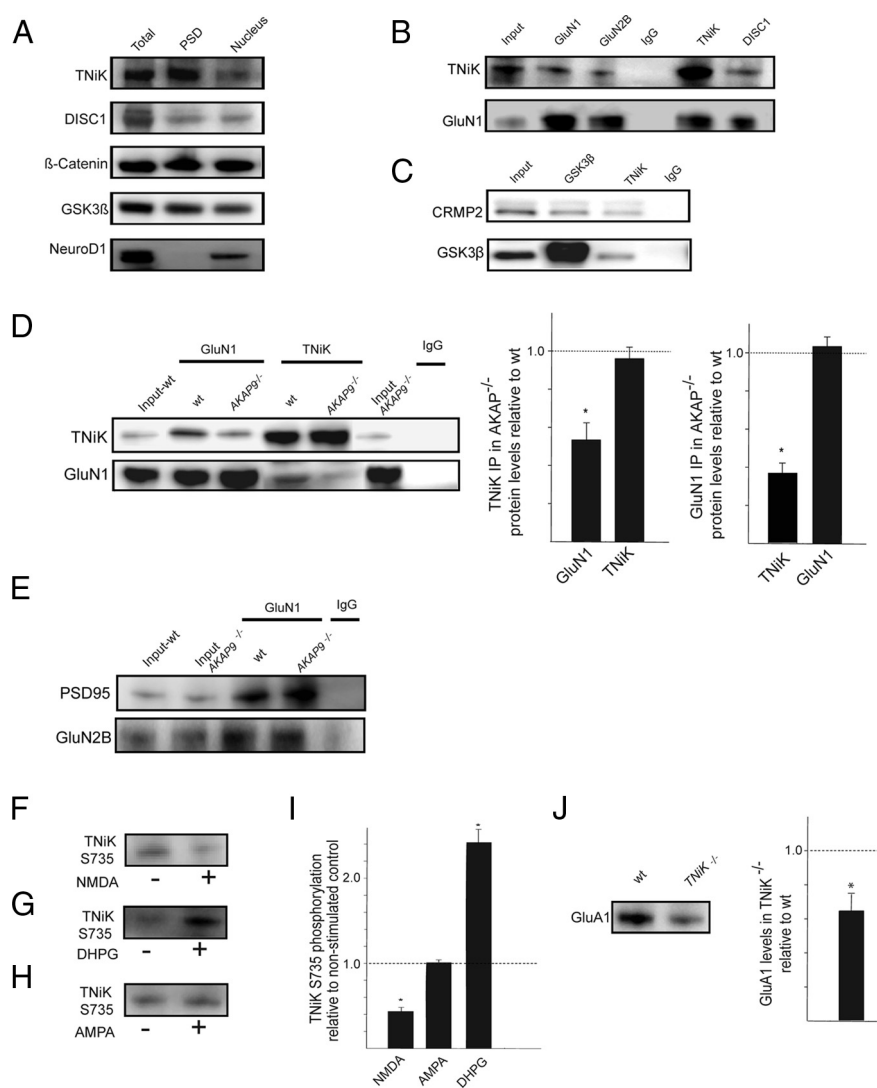 A
Total PSD Nucleus
TNiK
DISC1
ß-Catenin
GSK3ß
NeuroD1
B
Input GluN1 GluN2B IgG TNiK DISC1
TNiK
GluN1
C
Input GSK3β TNiK IgG
CRMP2
GSK3β
D
GluN1 TNiK IgG
Input-wt wt AKAP9-/- wt AKAP9-/- Input AKAP9-/-
TNiK
GluN1
TNiK IP in AKAP-/-
protein levels relative to wt
1.0
*
GluN1 TNiK
GluN1 IP in AKAP-/-
protein levels relative to wt
1.0
*
TNiK GluN1
E
GluN1 IgG
Input-wt Input AKAP9 -/- wt AKAP9 -/-
PSD95
GluN2B
F
TNiK
S735
NMDA - +
G
TNiK
S735
DHPG - +
H
TNiK
S735
AMPA - +
I
TNiK S735 phosphorylation
relative to non-stimulated control
2.0
1.0
* *
NMDA AMPA DHPG
J
wt TNiK -/-
GluA1
GluA1 levels in TNiK -/-
relative to wt
1.0
*